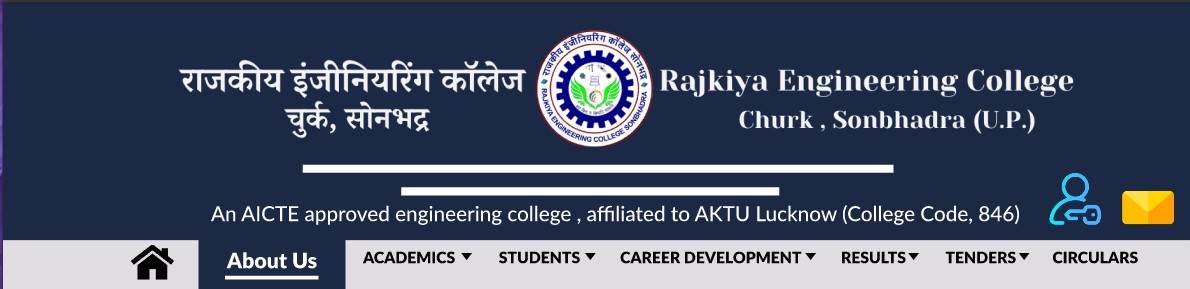 राजकीय इंजीनियरिंग कॉलेज
चुर्क, सोनभद्र
राजकीय इंजीनियरिंग कॉलेज सोनभद्र
RAJKIYA ENGINEERING COLLEGE SONBHADRA
Rajkiya Engineering College
Churk , Sonbhadra (U.P.)
An AICTE approved engineering college , affiliated to AKTU Lucknow (College Code, 846)
About Us ACADEMICS STUDENTS CAREER DEVELOPMENT RESULTS TENDERS CIRCULARS